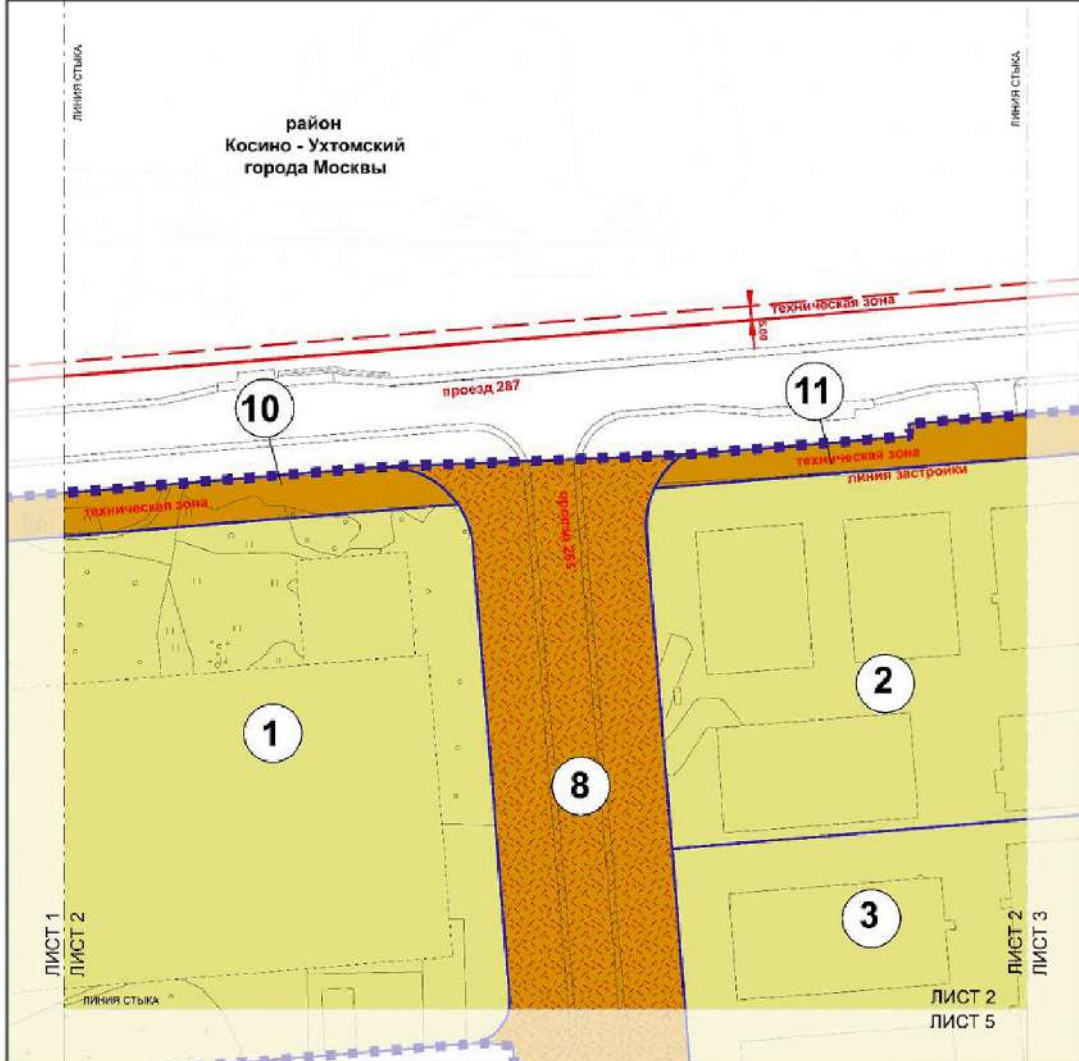 ЛИНИЯ СТЫКА
ЛИНИЯ СТЫКА
район
Косино - Ухтомский
города Москвы
техническая зона
5.00
проезд 287
10
11
техническая зона
линия застройки
техническая зона
проезд 265
1
2
8
3
ЛИСТ 1
ЛИСТ 2
ЛИСТ 2
ЛИСТ 3
ЛИНИЯ СТЫКА
ЛИСТ 2
ЛИСТ 5